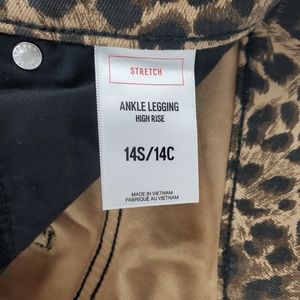 STRETCH
ANKLE LEGGING
HIGH RISE
14S/14C
MADE IN VIETNAM
FABRIQUÉ AU VIETNAM